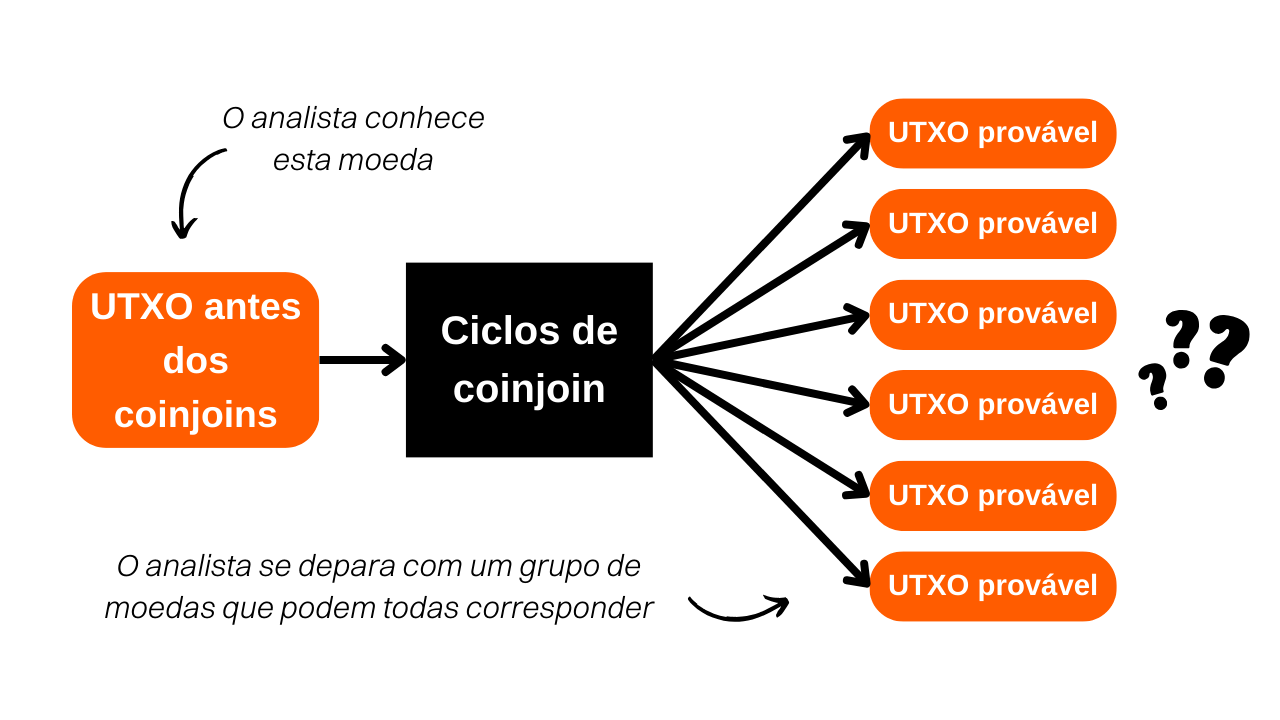 O analista conhece
esta moeda
UTXO antes
dos
coinjoins
Ciclos de
coinjoin
UTXO provável
UTXO provável
UTXO provável
UTXO provável
UTXO provável
UTXO provável
???
O analista se depara com um grupo de
moedas que podem todas corresponder